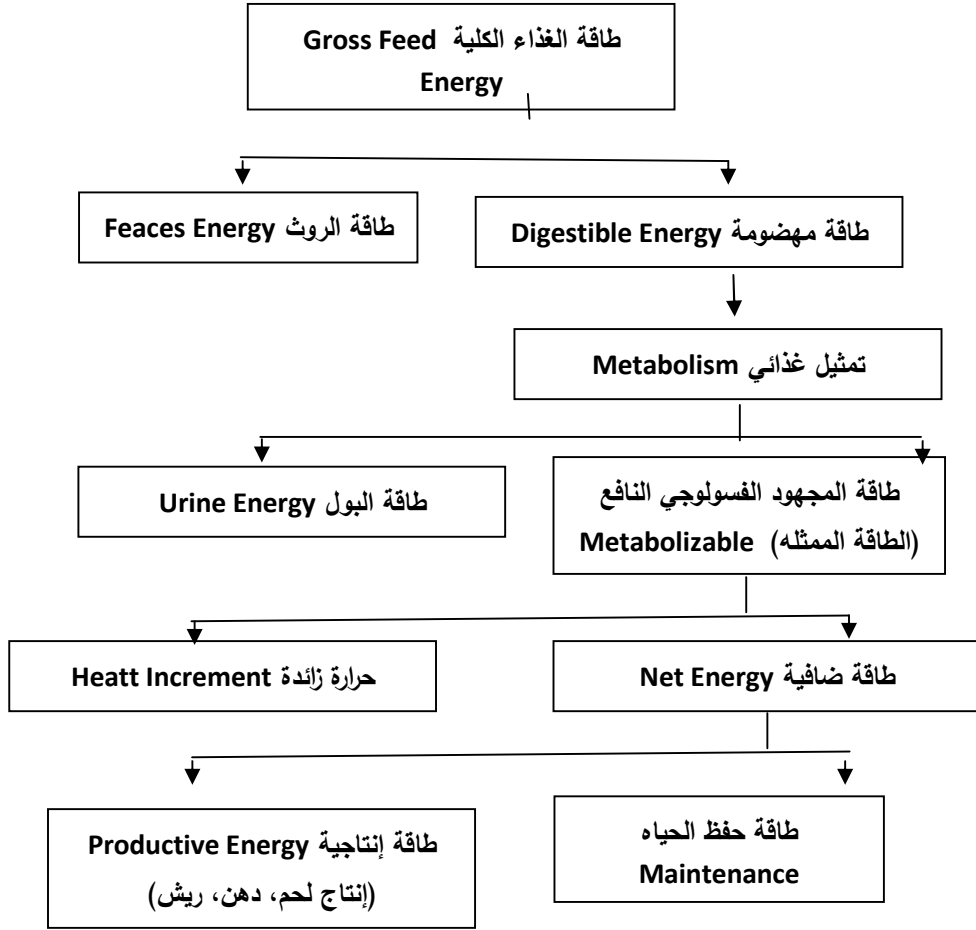 طاقة الغذاء الكلية Gross Feed
Energy
طاقة الروث Feaces Energy
طاقة مهضومة Digestible Energy
تمثيل غذائي Metabolism
طاقة البول Urine Energy
طاقة المجهود الفسولوجي النافع
(الطاقة الممثله) Metabolizable
حرارة زائدة Heatt Increment
طاقة ضافية Net Energy
طاقة إنتاجية Productive Energy
(إنتاج لحم، دهن، ريش)
طاقة حفظ الحياه
Maintenance